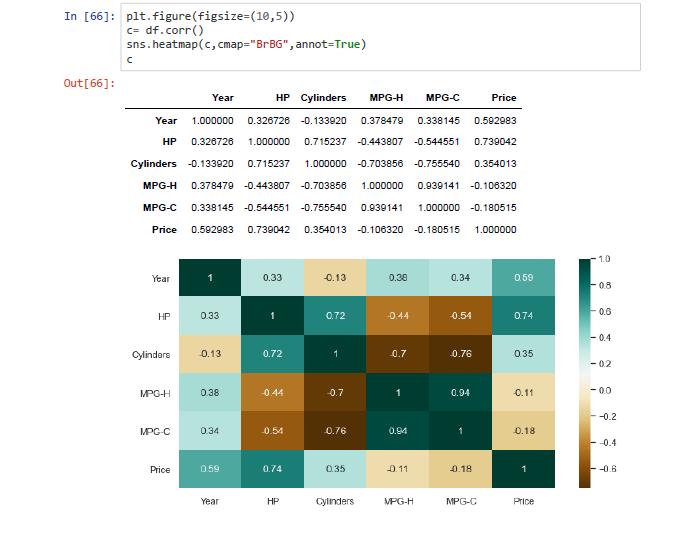 In [66]: plt.figure(figsize=(10,5))
c= df.corr()
sns.heatmap(c,cmap="BrBG",annot=True)
c
Out[66]:
Year HP Cylinders MPG-H MPG-C Price
Year 1.000000 0.326726 -0.133920 0.378479 0.338145 0.592983
HP 0.326726 1.000000 0.715237 -0.443807 -0.544551 0.739042
Cylinders -0.133920 0.715237 1.000000 -0.703856 -0.755540 0.354013
MPG-H 0.378479 -0.443807 -0.703856 1.000000 0.939141 -0.106320
MPG-C 0.338145 -0.544551 -0.755540 0.939141 1.000000 -0.180515
Price 0.592983 0.739042 0.354013 -0.106320 -0.180515 1.000000
1.0
Year 1 0.33 -0.13 0.38 0.34 0.59
0.8
HP 0.33 1 0.72 -0.44 -0.54 0.74
0.6
0.4
Cylinders -0.13 0.72 1 -0.7 -0.76 0.35
0.2
MPG-H 0.38 -0.44 -0.7 1 0.94 -0.11
0.0
-0.2
MPG-C 0.34 -0.54 -0.76 0.94 1 -0.18
-0.4
Price 0.59 0.74 0.35 -0.11 -0.18 1
-0.6
Year HP Cylinders MPG-H MPG-C Price